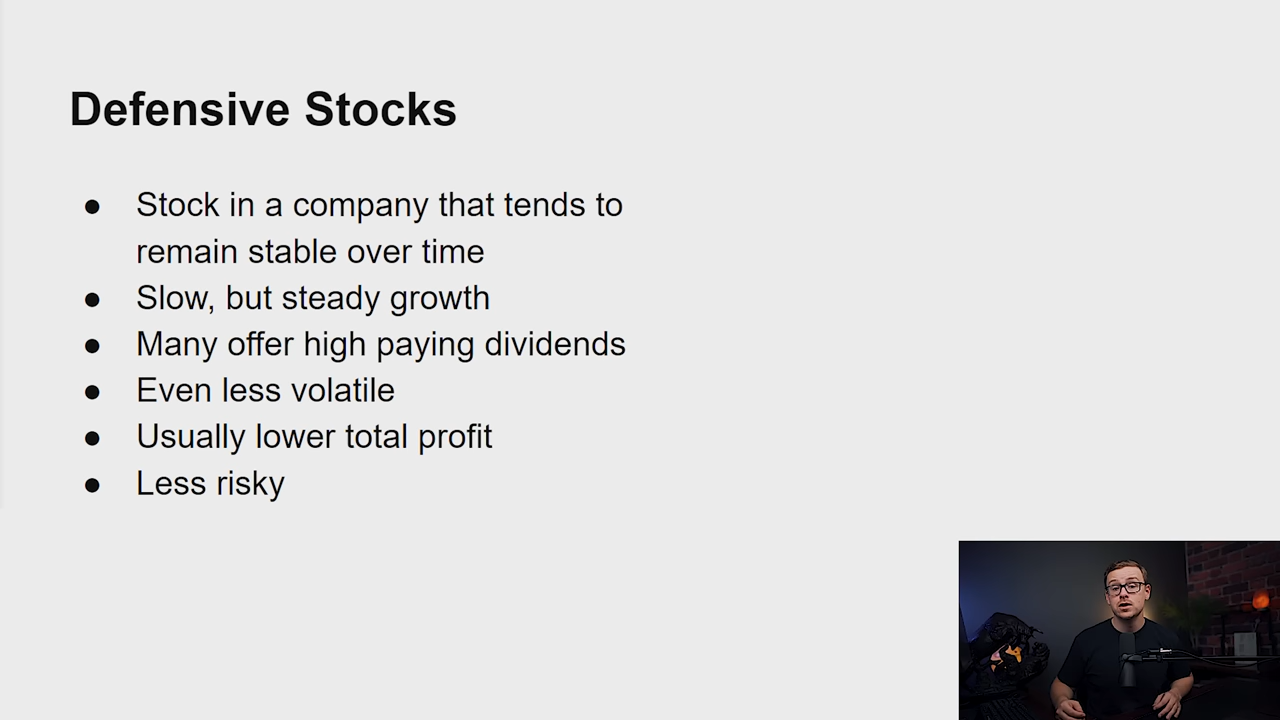 Defensive Stocks
● Stock in a company that tends to
remain stable over time
● Slow, but steady growth
● Many offer high paying dividends
● Even less volatile
● Usually lower total profit
● Less risky